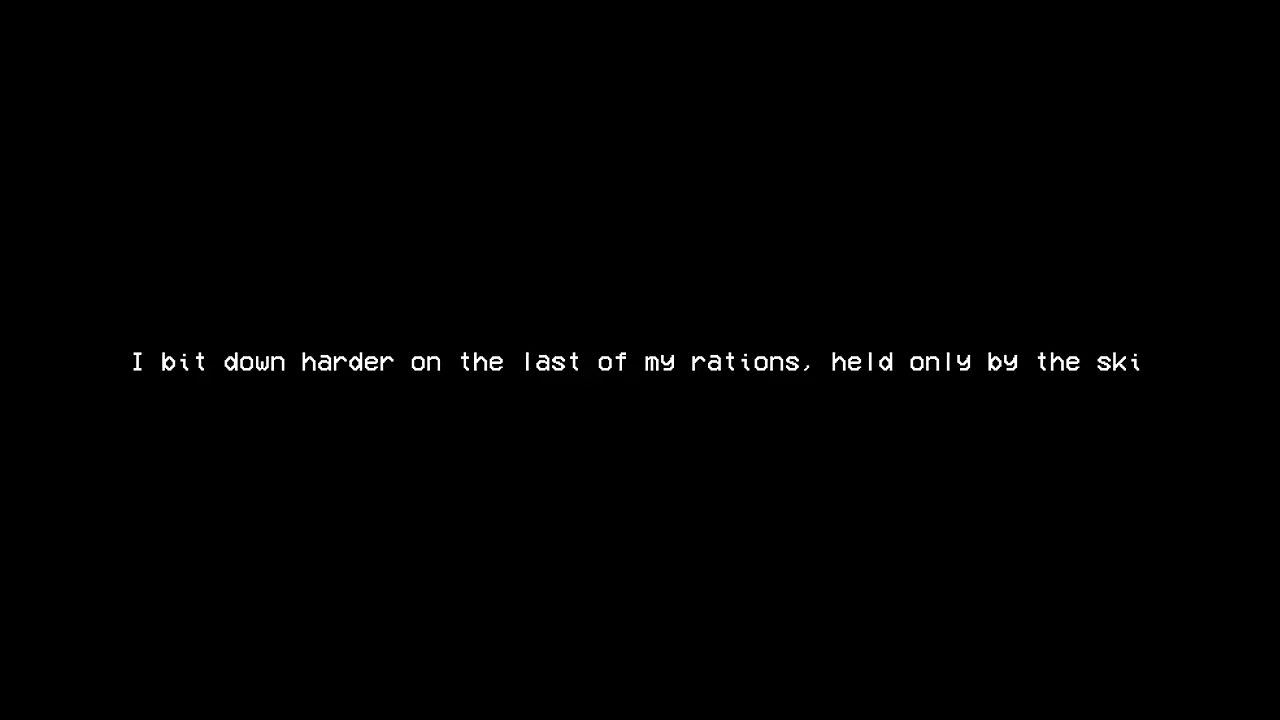 I bit down harder on the last of my rations, held only by the ski